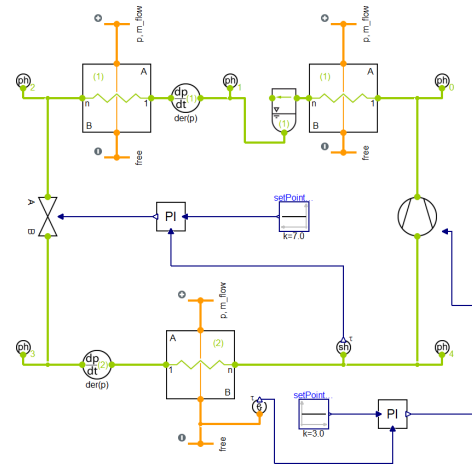 p, m_flow
p, m_flow
ph
2
(1)
A
n
1
B
dp
dt
(1)
der(p)
ph
1
(1)
(1)
A
n
1
B
ph
0
free
free
A
B
PI
setPoint...
k=7.0
p, m_flow
ph
3
dp
dt
(2)
der(p)
A
(2)
1
n
B
τ
sh
ph
4
free
τ
setPoint...
k=3.0
PI